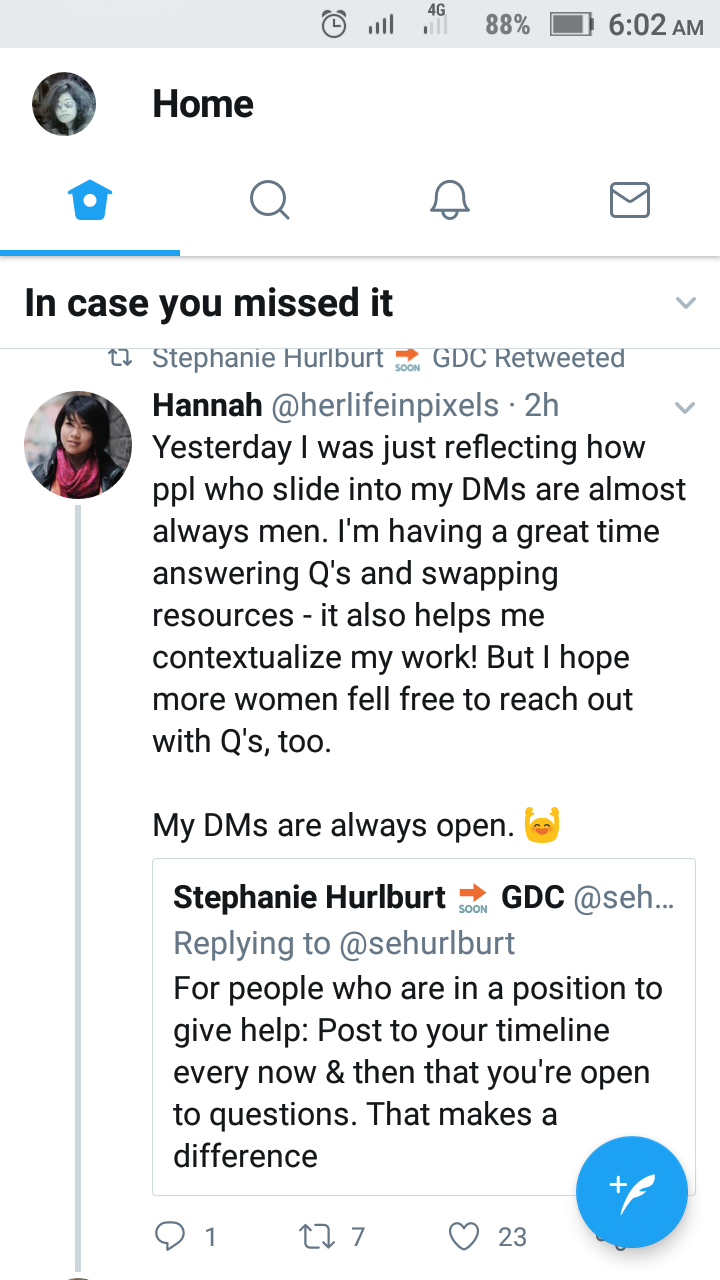 4G
88% 6:02 AM
Home
In case you missed it
Stephanie Hurlburt 🔜 GDC Retweeted
Hannah @herlifeinpixels · 2h
Yesterday I was just reflecting how
ppl who slide into my DMs are almost
always men. I'm having a great time
answering Q's and swapping
resources - it also helps me
contextualize my work! But I hope
more women fell free to reach out
with Q's, too.
My DMs are always open. 🙌
Stephanie Hurlburt 🔜 GDC @seh...
Replying to @sehurlburt
For people who are in a position to
give help: Post to your timeline
every now & then that you're open
to questions. That makes a
difference
1 7 23